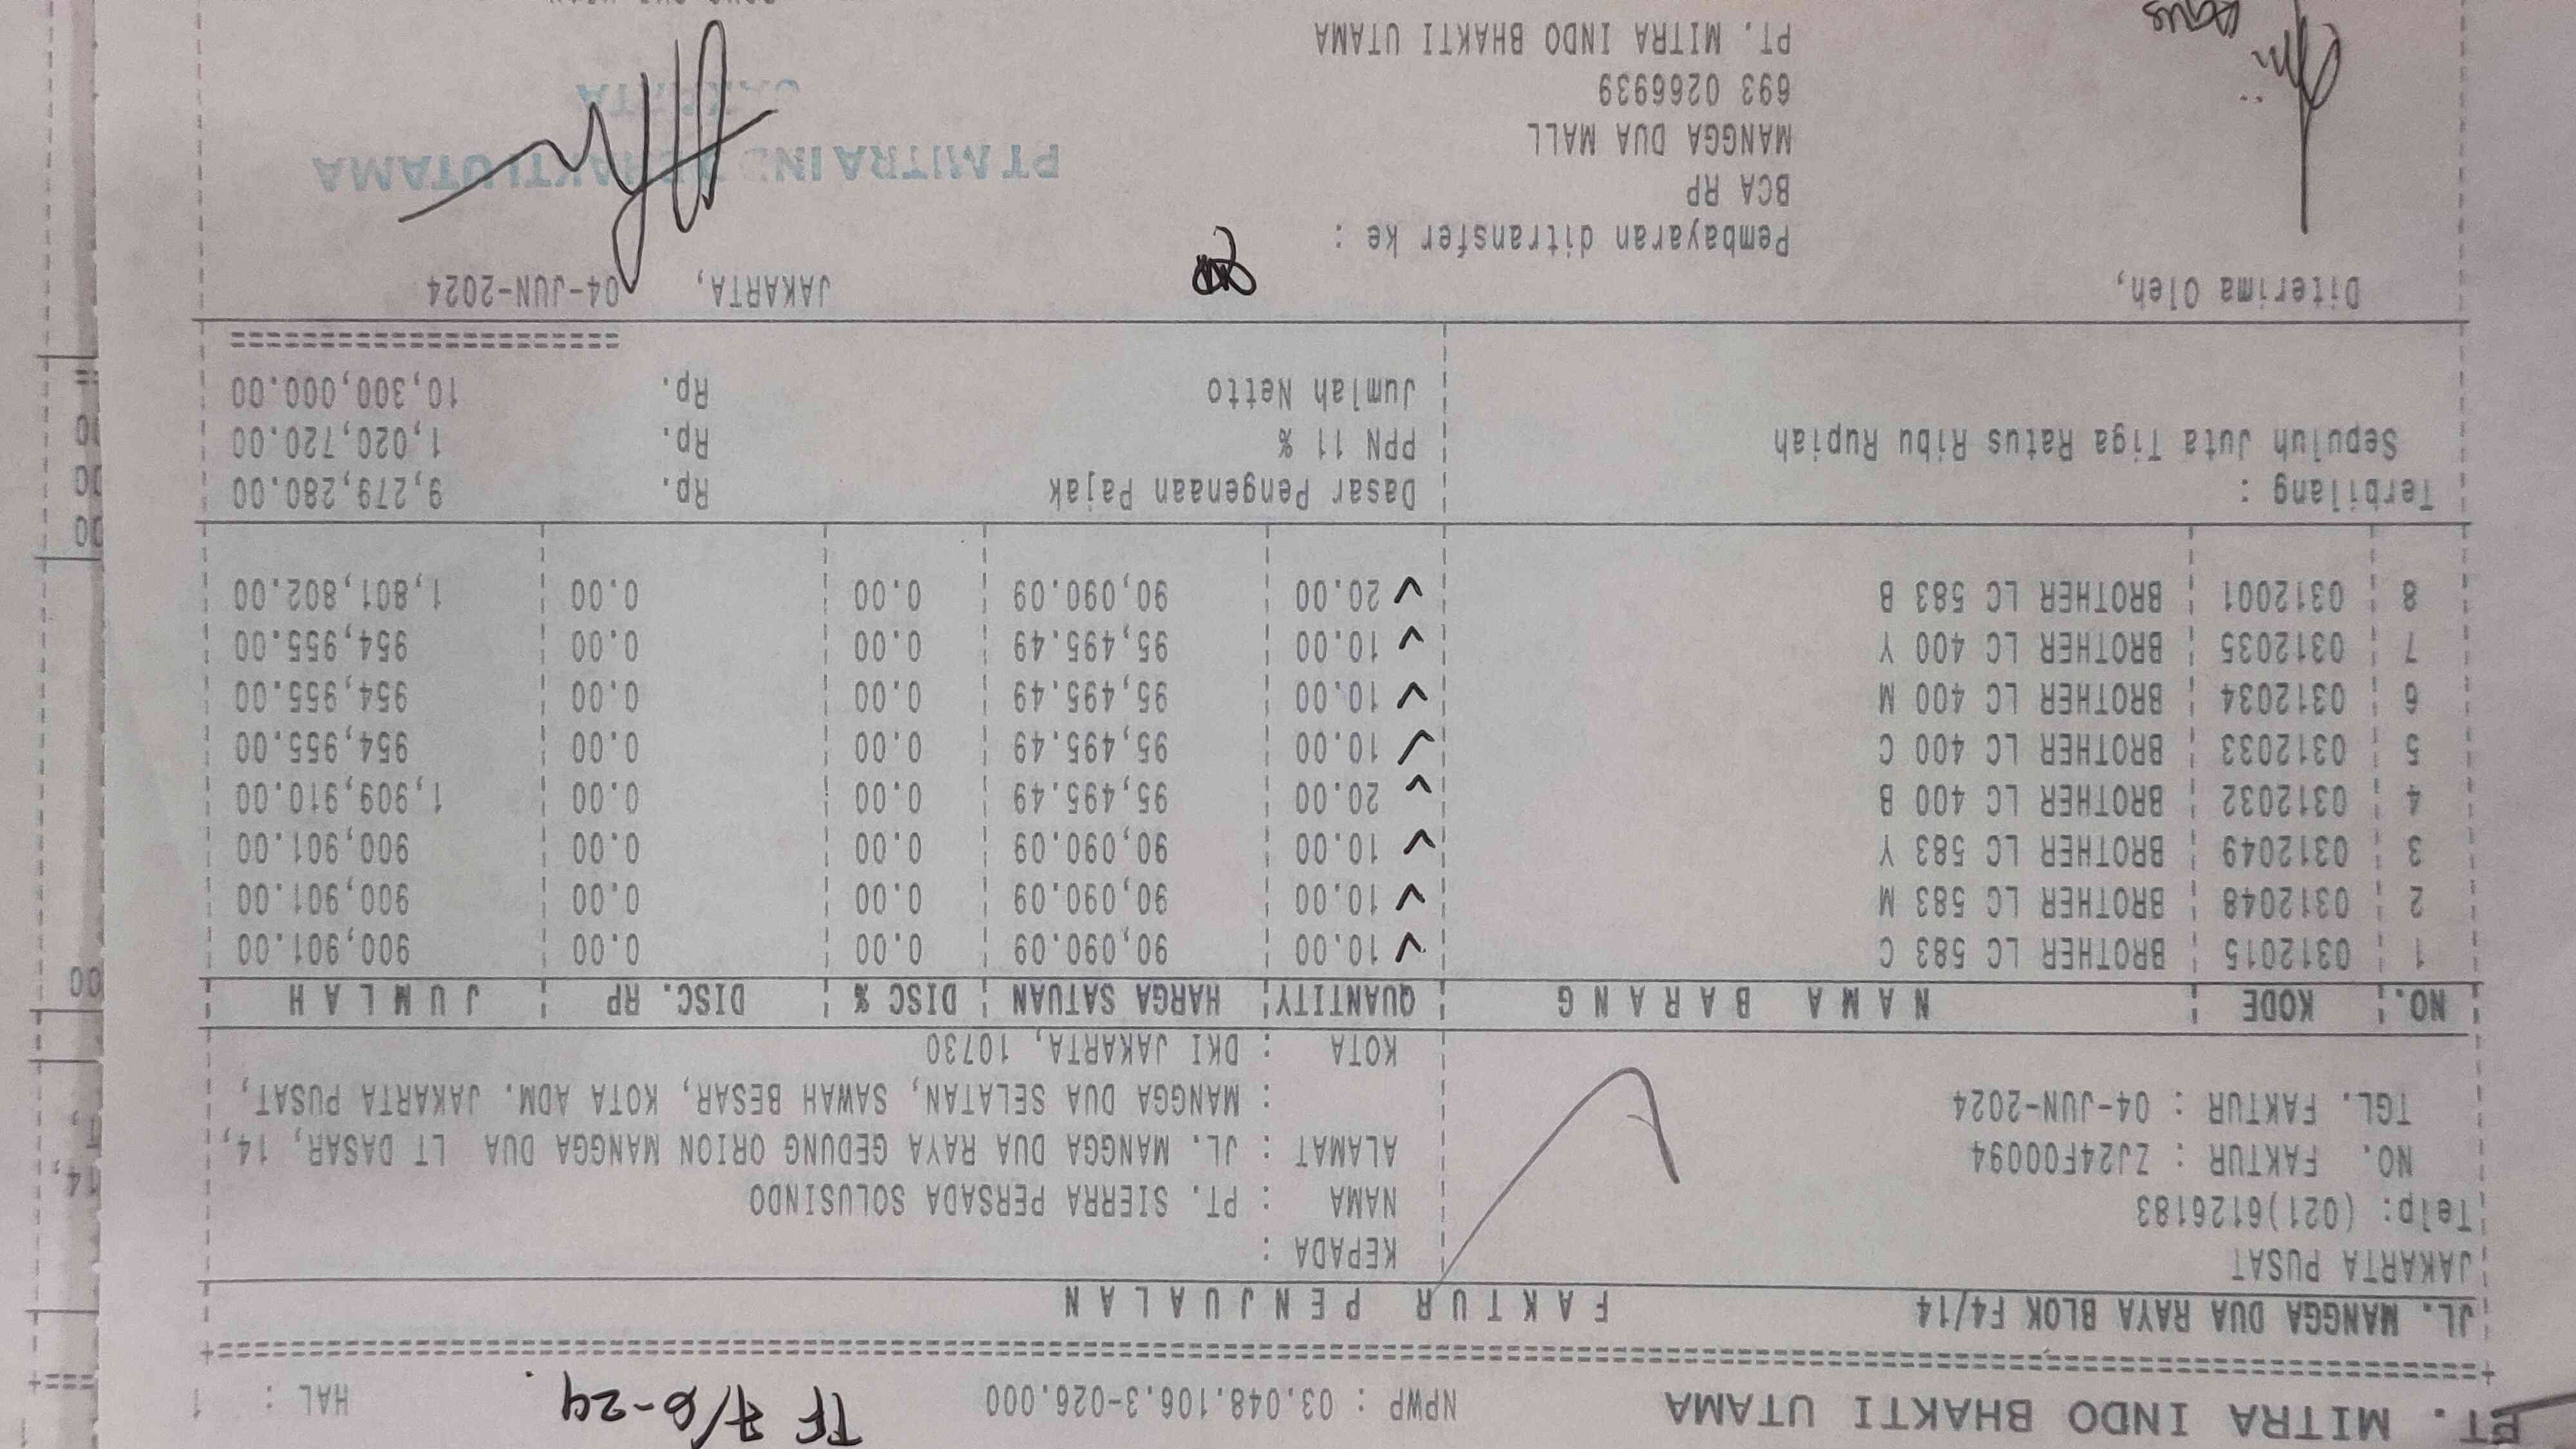 PT. MITRA INDO BHAKTI UTAMA NPWP : 03.048.106.3-026.000 TF 7/6-24 HAL : 1
JL. MANGGA DUA RAYA BLOK F4/14 F A K T U R P E N J U A L A N
JAKARTA PUSAT KEPADA :
Telp: (021)6126183 NAMA : PT. SIERRA PERSADA SOLUSINDO
NO. FAKTUR : ZJ24F00094 ALAMAT : JL. MANGGA DUA RAYA GEDUNG ORION MANGGA DUA LT DASAR, 14,
TGL. FAKTUR : 04-JUN-2024 : MANGGA DUA SELATAN, SAWAH BESAR, KOTA ADM. JAKARTA PUSAT,
KOTA : DKI JAKARTA, 10730
NO. KODE N A M A B A R A N G QUANTITY HARGA SATUAN DISC % DISC. RP J U M L A H
1 0312015 BROTHER LC 583 C 10.00 90,090.09 0.00 0.00 900,901.00
2 0312048 BROTHER LC 583 M 10.00 90,090.09 0.00 0.00 900,901.00
3 0312049 BROTHER LC 583 Y 10.00 90,090.09 0.00 0.00 900,901.00
4 0312032 BROTHER LC 400 B 20.00 95,495.49 0.00 0.00 1,909,910.00
5 0312033 BROTHER LC 400 C 10.00 95,495.49 0.00 0.00 954,955.00
6 0312034 BROTHER LC 400 M 10.00 95,495.49 0.00 0.00 954,955.00
7 0312035 BROTHER LC 400 Y 10.00 95,495.49 0.00 0.00 954,955.00
8 0312001 BROTHER LC 583 B 20.00 90,090.09 0.00 0.00 1,801,802.00
Terbilang : Dasar Pengenaan Pajak Rp. 9,279,280.00
Sepuluh Juta Tiga Ratus Ribu Rupiah PPN 11 % Rp. 1,020,720.00
Jumlah Netto Rp. 10,300,000.00
Diterima Oleh, JAKARTA, 04-JUN-2024
Pembayaran ditransfer ke :
BCA RP
MANGGA DUA MALL PT MITRA INDO BHAKTI UTAMA
693 0266939 JAKARTA
PT. MITRA INDO BHAKTI UTAMA
Agus